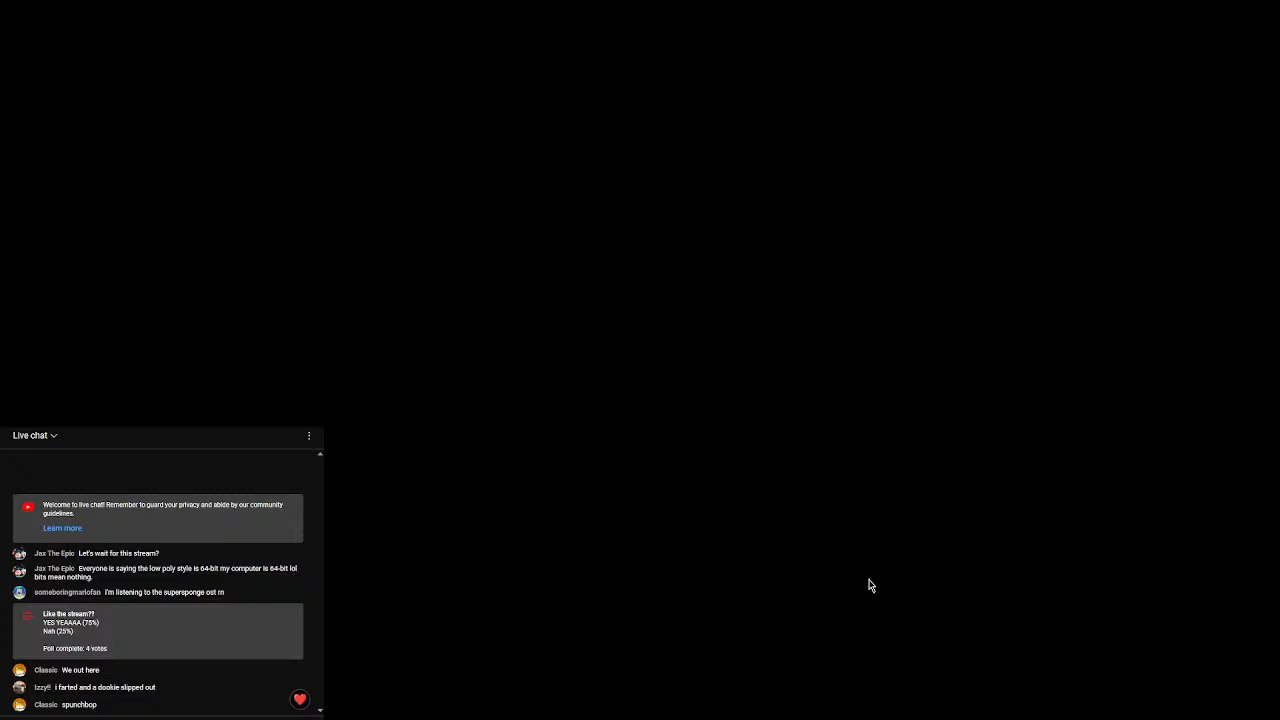 Live chat
Welcome to live chat! Remember to guard your privacy and abide by our community
guidelines.
Learn more
Jax The Epic Let's wait for this stream?
Jax The Epic Everyone is saying the low poly style is 64-bit my computer is 64-bit lol
bits mean nothing.
someboringmariofan I'm listening to the supersponge ost rn
Like the stream??
YES YEAAAA (75%)
Nah (25%)
Poll complete: 4 votes
Classic We out here
Izzy!! i farted and a dookie slipped out
Classic spunchbop